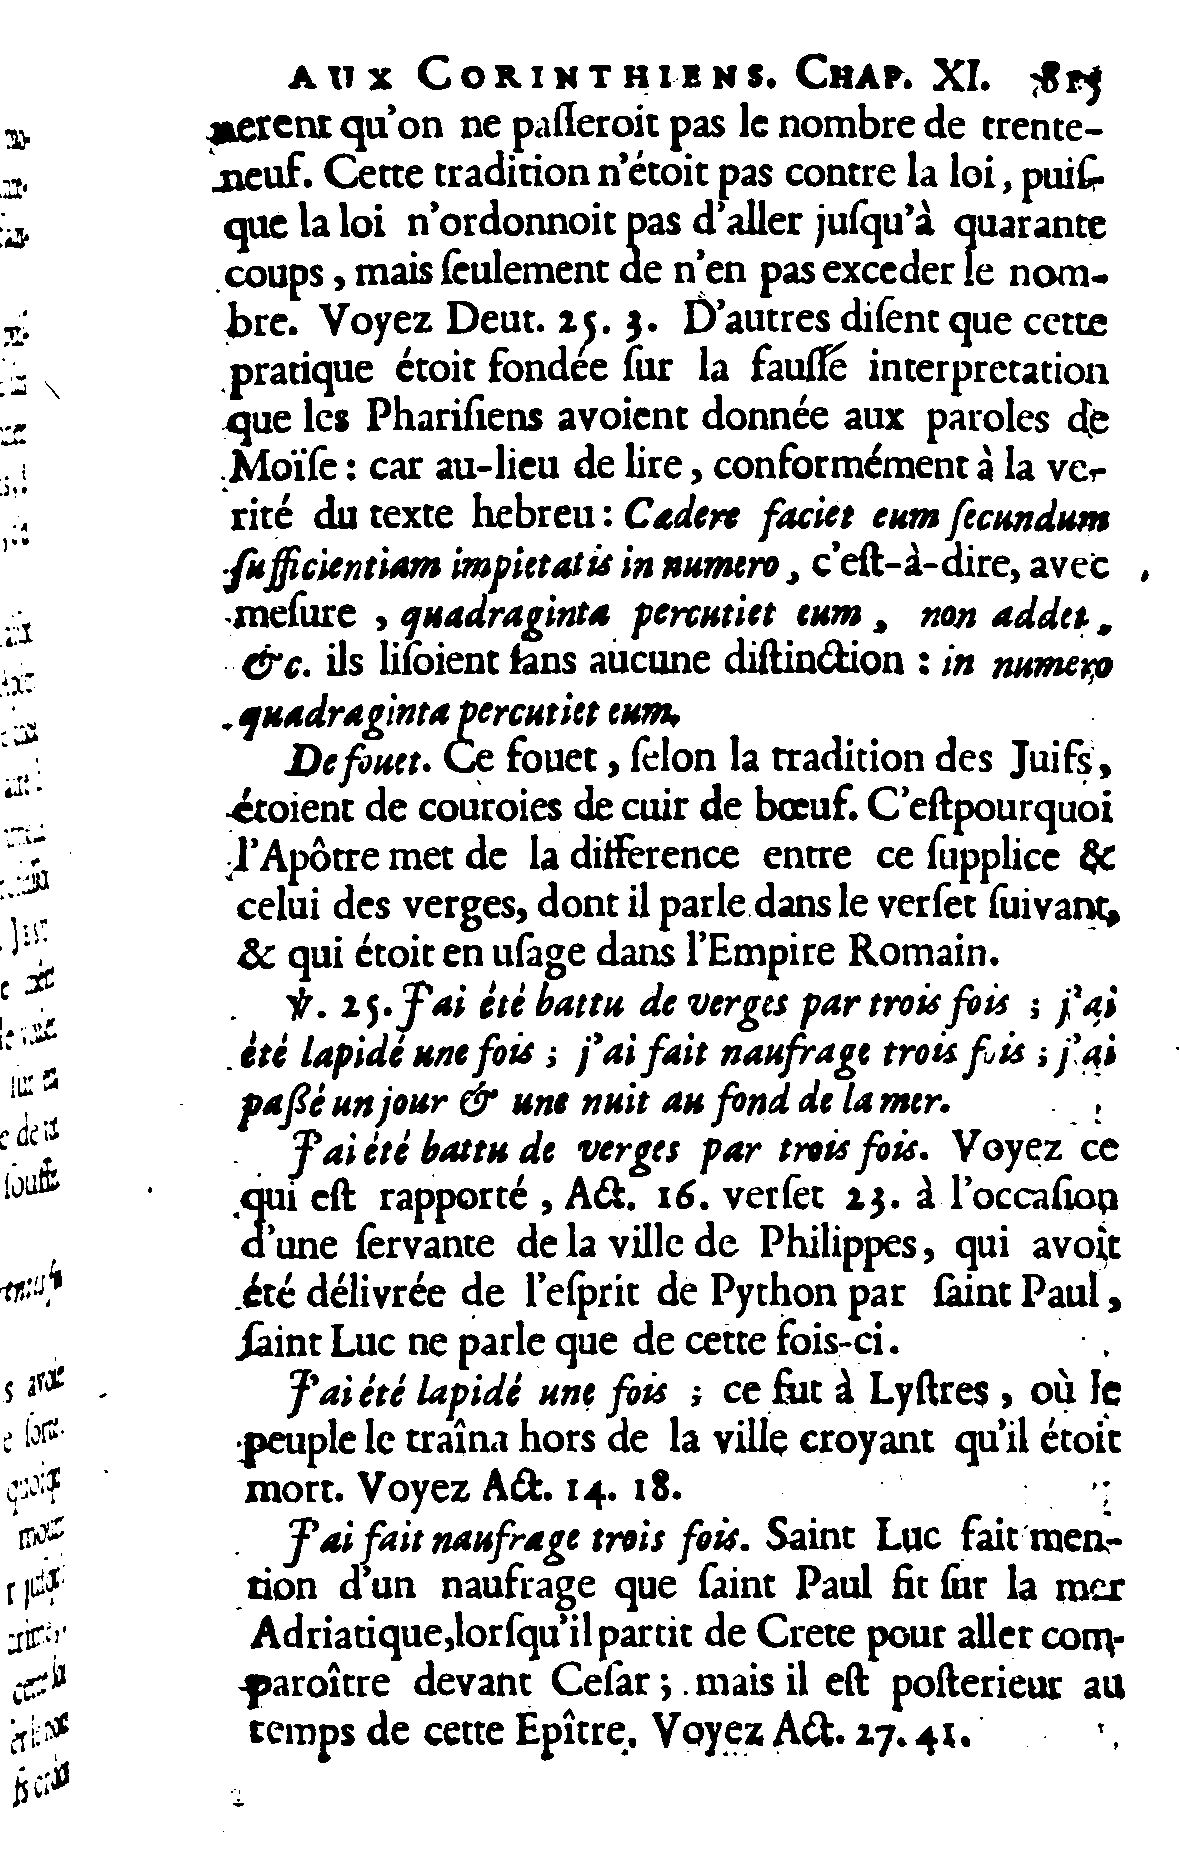 AUX CORINTHIENS. CHAP. XI. 815
nerent qu'on ne paſſeroit pas le nombre de trente-
neuf. Cette tradition n'étoit pas contre la loi, puiſ-
que la loi n'ordonnoit pas d'aller juſqu'à quarante
coups, mais ſeulement de n'en pas exceder le nom-
bre. Voyez Deut. 25. 3. D'autres diſent que cette
pratique étoit fondée ſur la fauſſe interpretation
que les Phariſiens avoient donnée aux paroles de
Moïſe : car au-lieu de lire, conformément à la ve-
rité du texte hebreu : Cadere faciet eum ſecundum
ſufficientiam impietatis in numero, c'eſt-à-dire, avec
meſure, quadraginta percutiet eum, non addet,
&c. ils liſoient ſans aucune diſtinction : in numero
quadraginta percutiet eum.
De fouet. Ce fouet, ſelon la tradition des Juifs,
étoient de couroies de cuir de bœuf. C'eſtpourquoi
l'Apôtre met de la difference entre ce ſupplice &
celui des verges, dont il parle dans le verſet ſuivant,
& qui étoit en uſage dans l'Empire Romain.
℣. 25. J'ai été battu de verges par trois fois ; j'ai
été lapidé une fois ; j'ai fait naufrage trois fois ; j'ai
paßé un jour & une nuit au fond de la mer.
J'ai été battu de verges par trois fois. Voyez ce
qui eſt rapporté, Act. 16. verſet 23. à l'occaſion
d'une ſervante de la ville de Philippes, qui avoit
été délivrée de l'eſprit de Python par ſaint Paul,
ſaint Luc ne parle que de cette fois-ci.
J'ai été lapidé une fois ; ce fut à Lyſtres, où le
peuple le traîna hors de la ville croyant qu'il étoit
mort. Voyez Act. 14. 18.
J'ai fait naufrage trois fois. Saint Luc fait men-
tion d'un naufrage que ſaint Paul fit ſur la mer
Adriatique, lorſqu'il partit de Crete pour aller com-
paroître devant Ceſar ; mais il eſt poſterieur au
temps de cette Epître. Voyez Act. 27. 41.